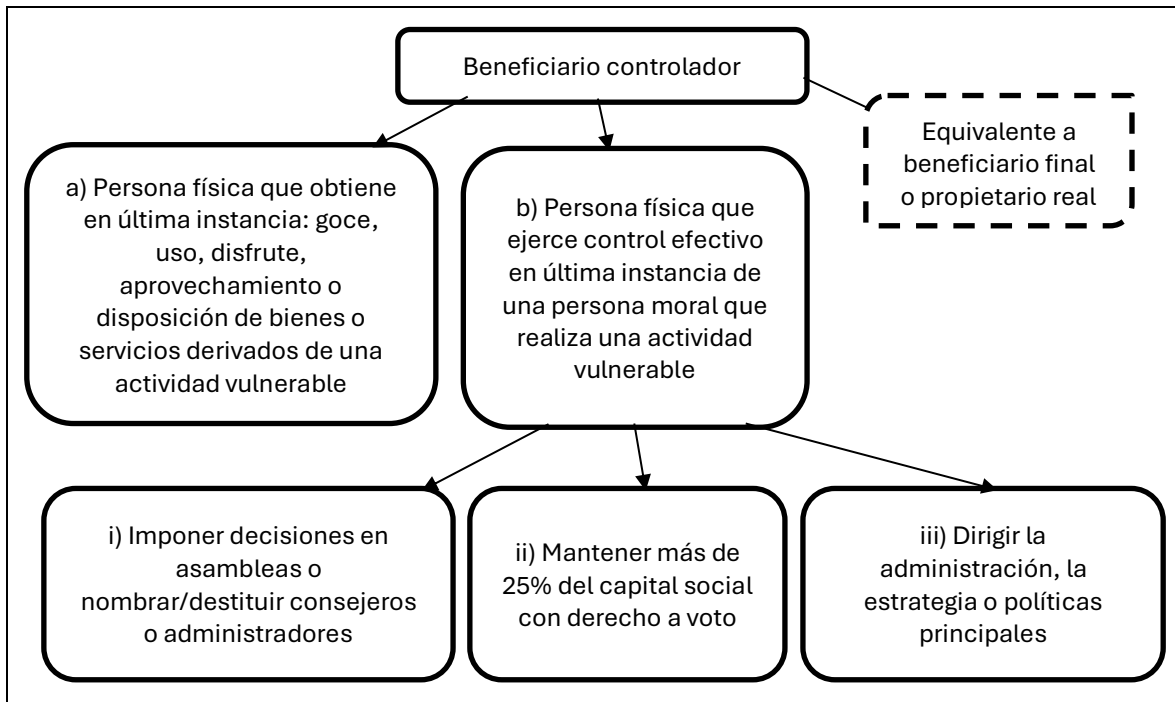 Beneficiario controlador
Equivalente a
beneficiario final
o propietario real
a) Persona física que obtiene
en última instancia: goce,
uso, disfrute,
aprovechamiento o
disposición de bienes o
servicios derivados de una
actividad vulnerable
b) Persona física que
ejerce control efectivo
en última instancia de
una persona moral que
realiza una actividad
vulnerable
i) Imponer decisiones en
asambleas o
nombrar/destituir consejeros
o administradores
ii) Mantener más de
25% del capital social
con derecho a voto
iii) Dirigir la
administración, la
estrategia o políticas
principales